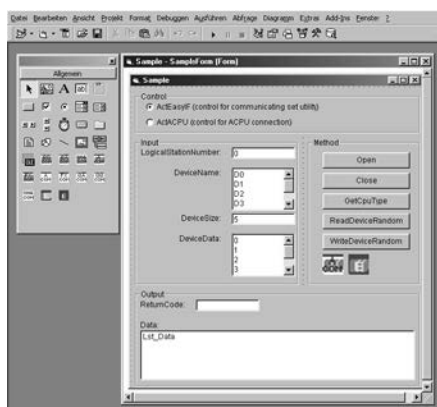 Datei Bearbeiten Ansicht Projekt Format Debuggen Ausführen Abfrage Diagramm Extras Add-Ins Fenster ?
Allgemein
Sample - SampleForm (Form)
Sample
Control
ActEasyIF (control for communicating set utility)
ActACPU (control for ACPU connection)
Input
LogicalStationNumber:
0
DeviceName:
D0
D1
D2
D3
DeviceSize:
5
DeviceData:
0
1
2
3
Method
Open
Close
GetCpuType
ReadDeviceRandom
WriteDeviceRandom
Output
ReturnCode:
Data:
Lst_Data